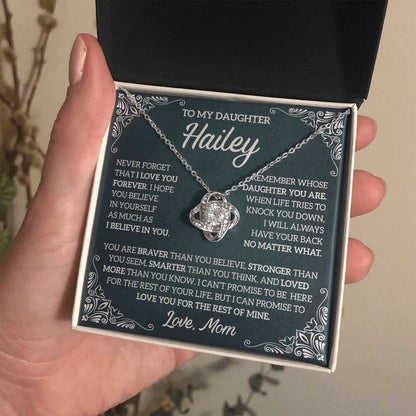 TO MY DAUGHTER
Hailey
NEVER FORGET
THAT I LOVE YOU
FOREVER. I HOPE
YOU BELIEVE
IN YOURSELF
AS MUCH AS
I BELIEVE IN YOU.
REMEMBER WHOSE
DAUGHTER YOU ARE.
WHEN LIFE TRIES TO
KNOCK YOU DOWN,
I WILL ALWAYS
HAVE YOUR BACK
NO MATTER WHAT.
YOU ARE BRAVER THAN YOU BELIEVE, STRONGER THAN
YOU SEEM, SMARTER THAN YOU THINK, AND LOVED
MORE THAN YOU KNOW. I CAN'T PROMISE TO BE HERE
FOR THE REST OF YOUR LIFE, BUT I CAN PROMISE TO
LOVE YOU FOR THE REST OF MINE.
Love, Mom